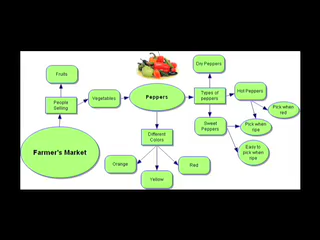 Fruits
Dry Peppers
People
Selling
Vegetables
Peppers
Types of
peppers
Hot Peppers
Pick when
red
Sweet
Peppers
Pick when
ripe
Different
Colors
Easy to
pick when
ripe
Farmer's Market
Orange
Yellow
Red